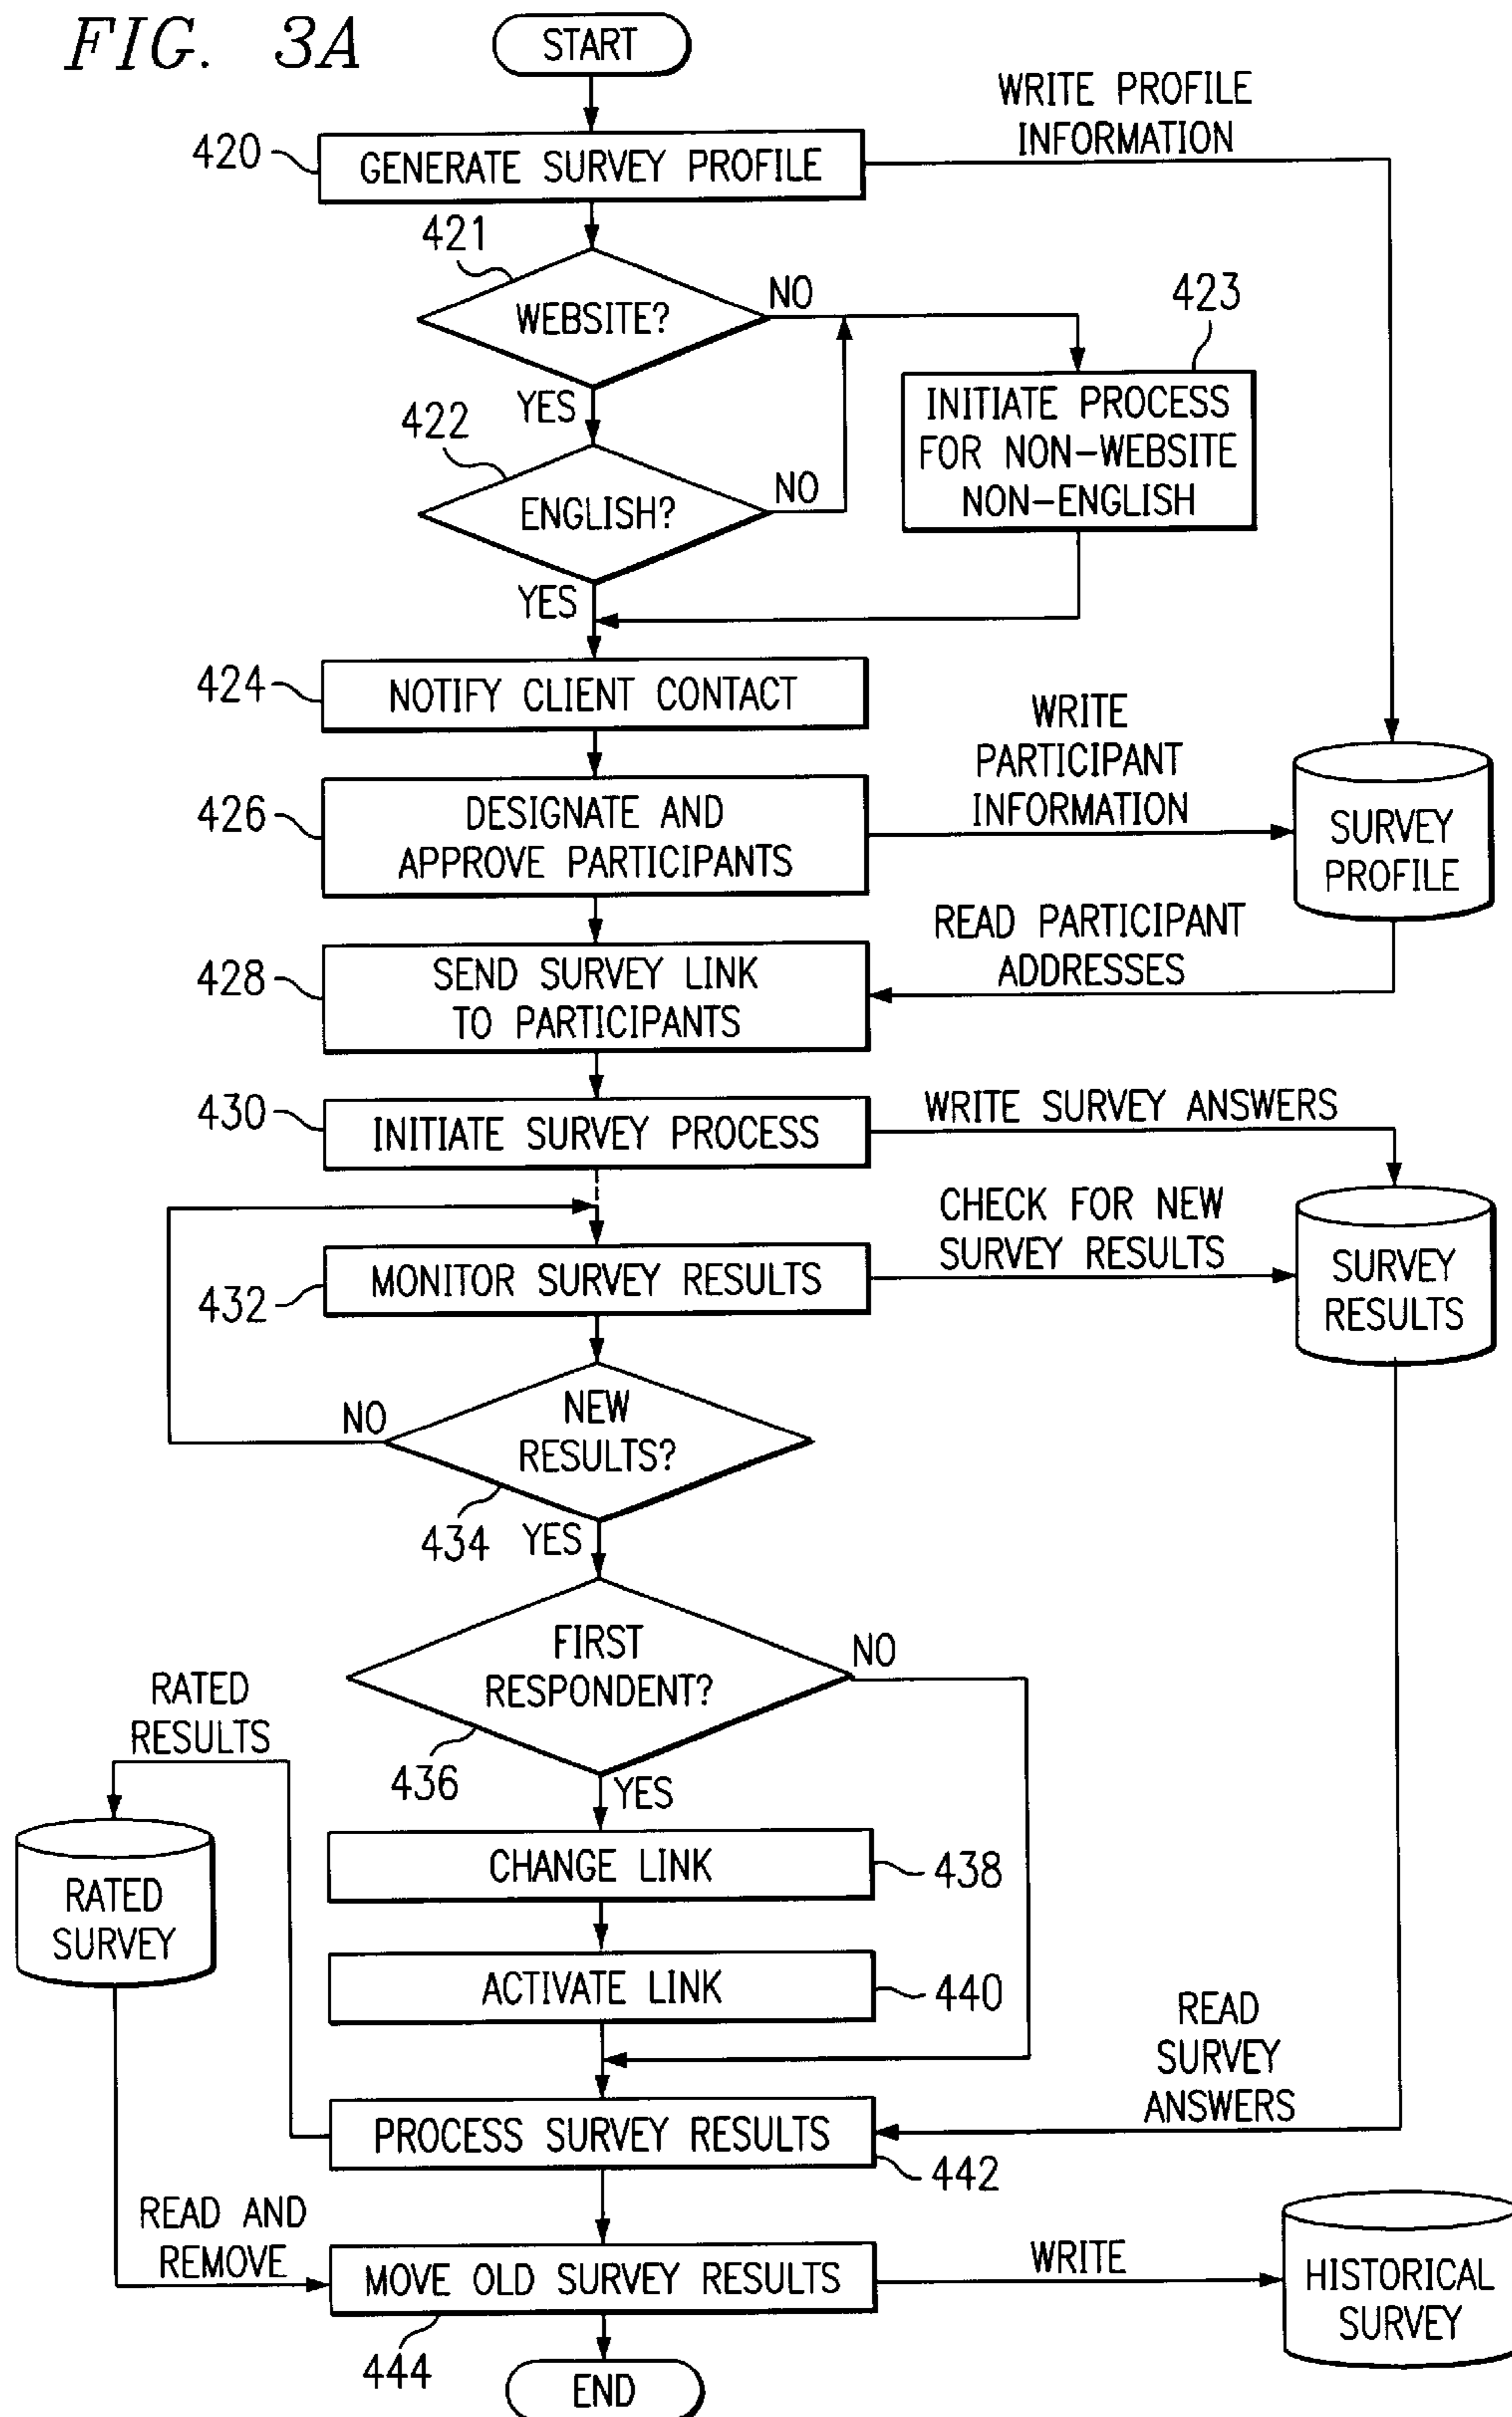 FIG. 3A
START
WRITE PROFILE
INFORMATION
420
GENERATE SURVEY PROFILE
421
WEBSITE?
NO
423
YES
INITIATE PROCESS
FOR NON-WEBSITE
NON-ENGLISH
422
ENGLISH?
NO
YES
424
NOTIFY CLIENT CONTACT
WRITE
PARTICIPANT
INFORMATION
426
DESIGNATE AND
APPROVE PARTICIPANTS
SURVEY
PROFILE
READ PARTICIPANT
ADDRESSES
428
SEND SURVEY LINK
TO PARTICIPANTS
430
INITIATE SURVEY PROCESS
WRITE SURVEY ANSWERS
CHECK FOR NEW
SURVEY RESULTS
432
MONITOR SURVEY RESULTS
SURVEY
RESULTS
NO
NEW
RESULTS?
434
YES
FIRST
RESPONDENT?
NO
RATED
RESULTS
436
YES
CHANGE LINK
438
RATED
SURVEY
ACTIVATE LINK
440
READ
SURVEY
ANSWERS
PROCESS SURVEY RESULTS
442
READ AND
REMOVE
MOVE OLD SURVEY RESULTS
WRITE
HISTORICAL
SURVEY
444
END